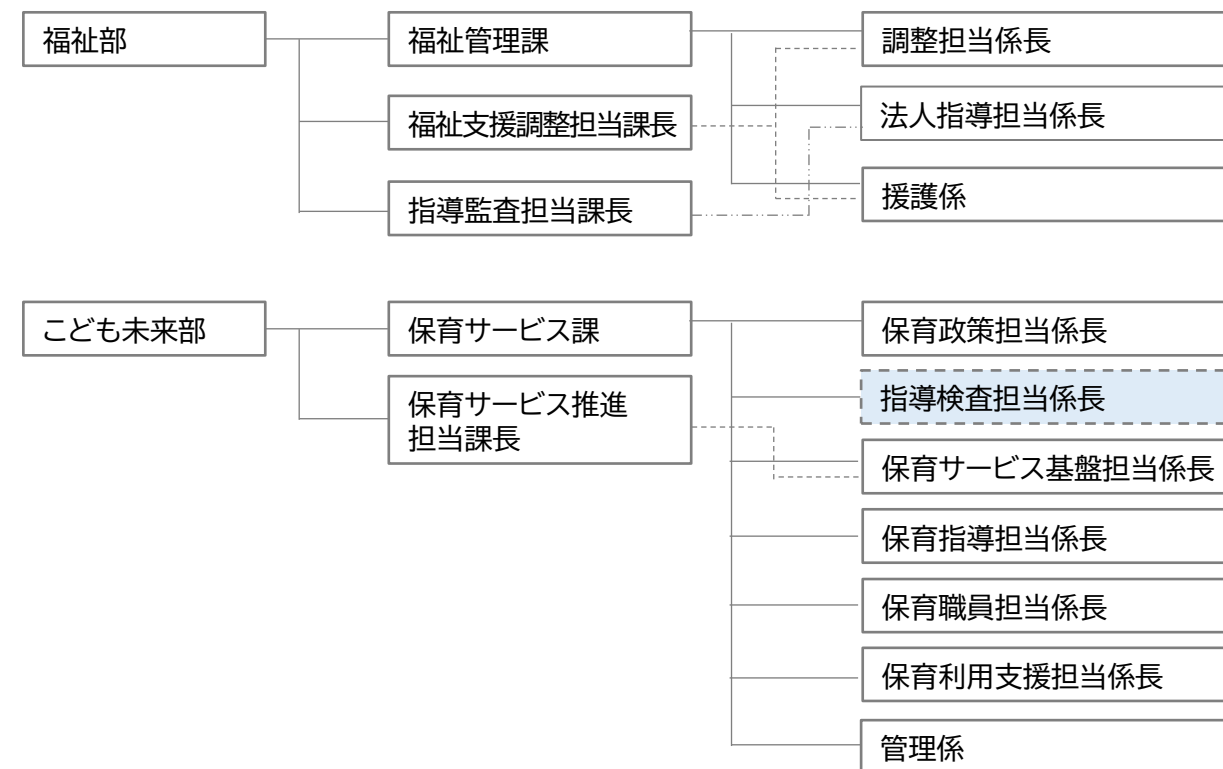 福祉部
福祉管理課
福祉支援調整担当課長
指導監査担当課長
調整担当係長
法人指導担当係長
援護係
こども未来部
保育サービス課
保育サービス推進
担当課長
保育政策担当係長
指導検査担当係長
保育サービス基盤担当係長
保育指導担当係長
保育職員担当係長
保育利用支援担当係長
管理係